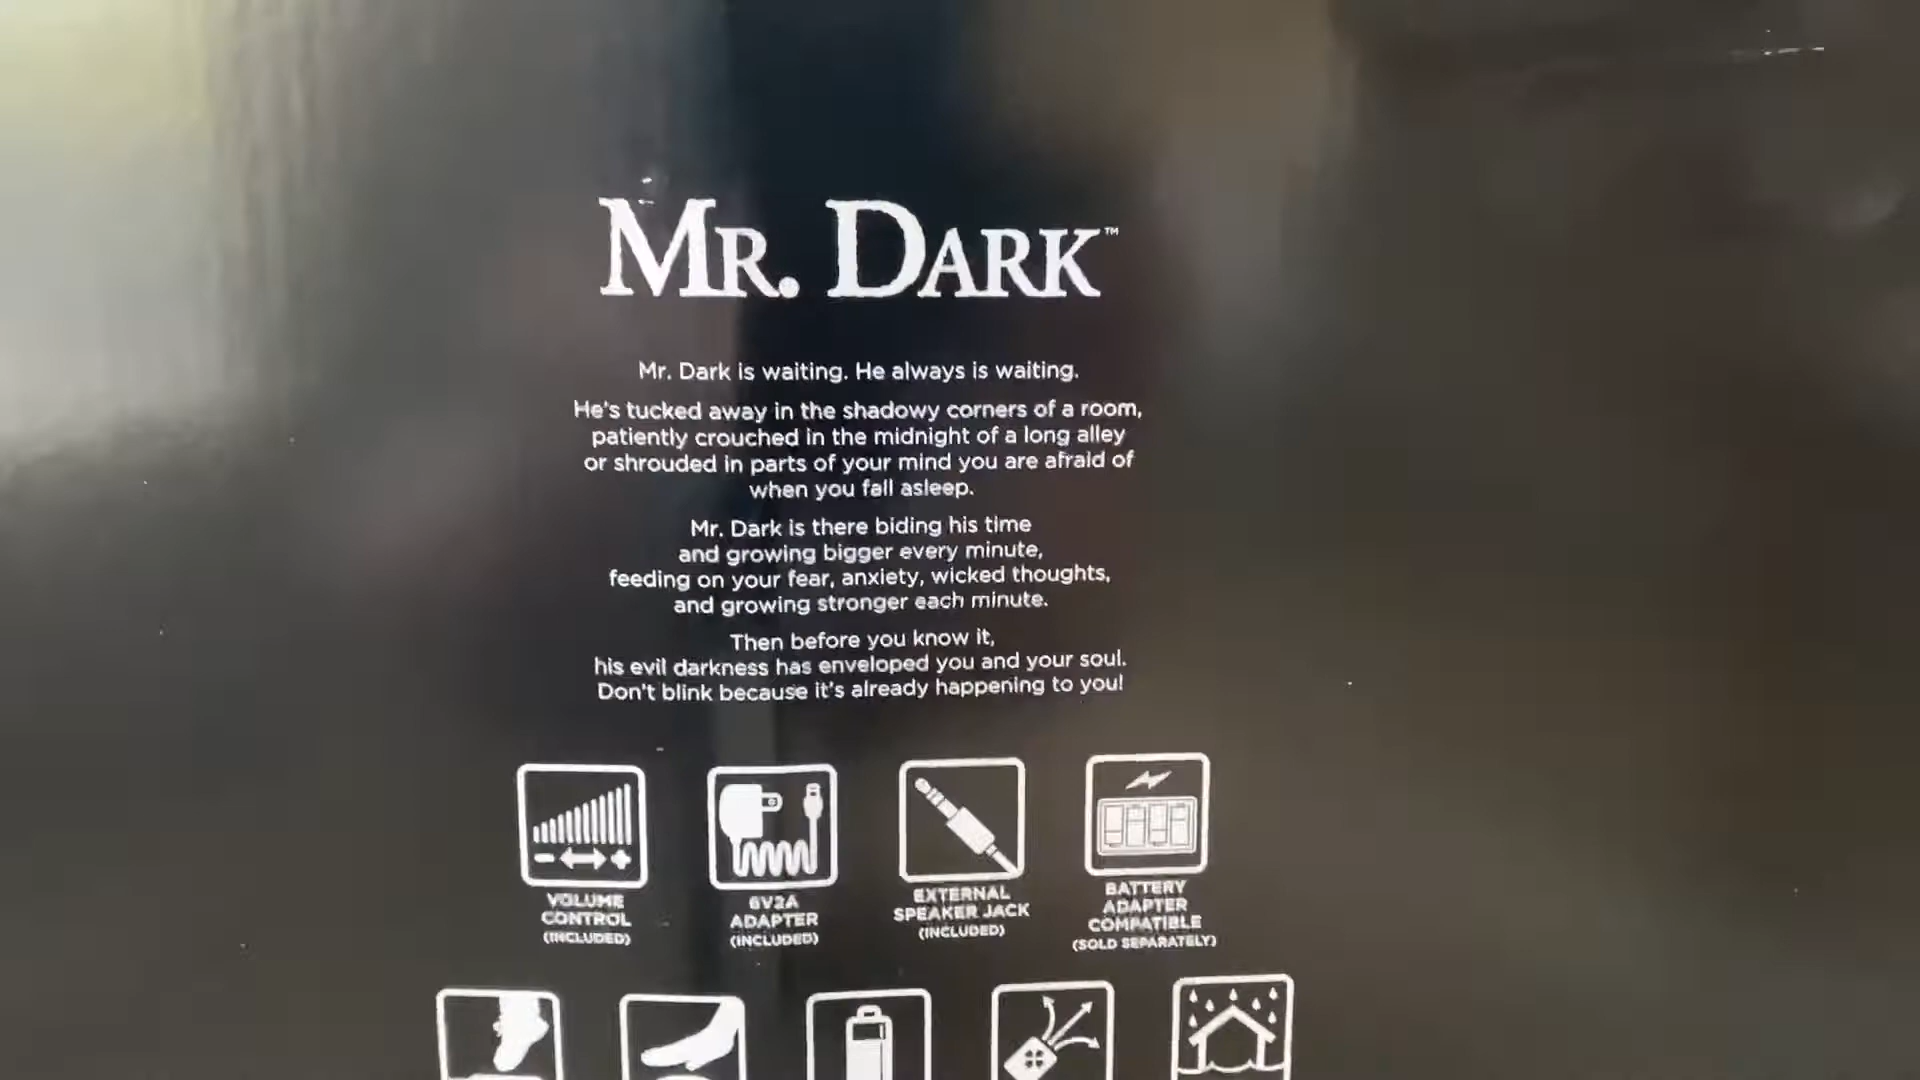 MR. DARK™
Mr. Dark is waiting. He always is waiting.
He's tucked away in the shadowy corners of a room,
patiently crouched in the midnight of a long alley
or shrouded in parts of your mind you are afraid of
when you fall asleep.
Mr. Dark is there biding his time
and growing bigger every minute,
feeding on your fear, anxiety, wicked thoughts,
and growing stronger each minute.
Then before you know it,
his evil darkness has enveloped you and your soul.
Don't blink because it's already happening to you!
VOLUME
CONTROL
(INCLUDED)
6V2A
ADAPTER
(INCLUDED)
EXTERNAL
SPEAKER JACK
(INCLUDED)
BATTERY
ADAPTER
COMPATIBLE
(SOLD SEPARATELY)